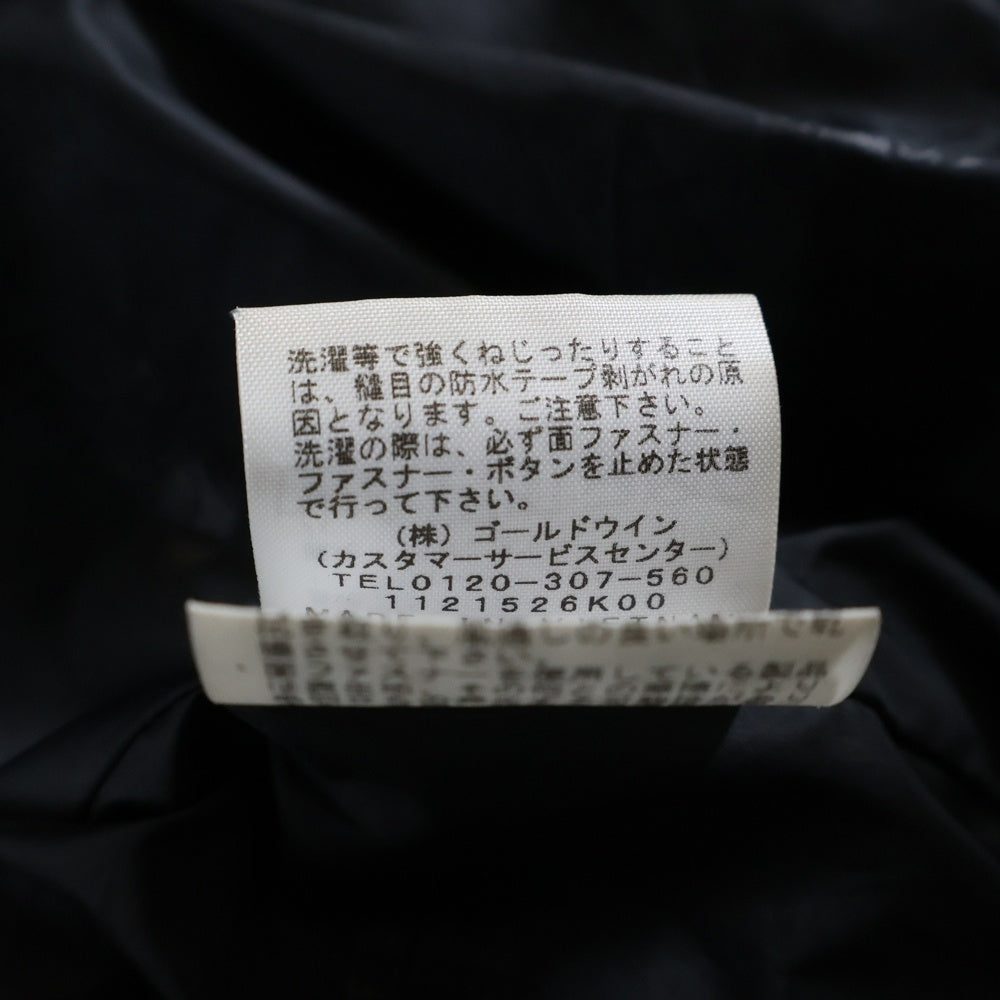 洗濯等で強くねじったりすること
は、縫目の防水テープ剥がれの原
因となります。ご注意下さい。
洗濯の際は、必ず面ファスナー・
ファスナー・ボタンを止めた状態
で行って下さい。
(株) ゴールドウイン
(カスタマーサービスセンター)
TEL0120-307-560
1121526K00
MADE IN VIETNAM